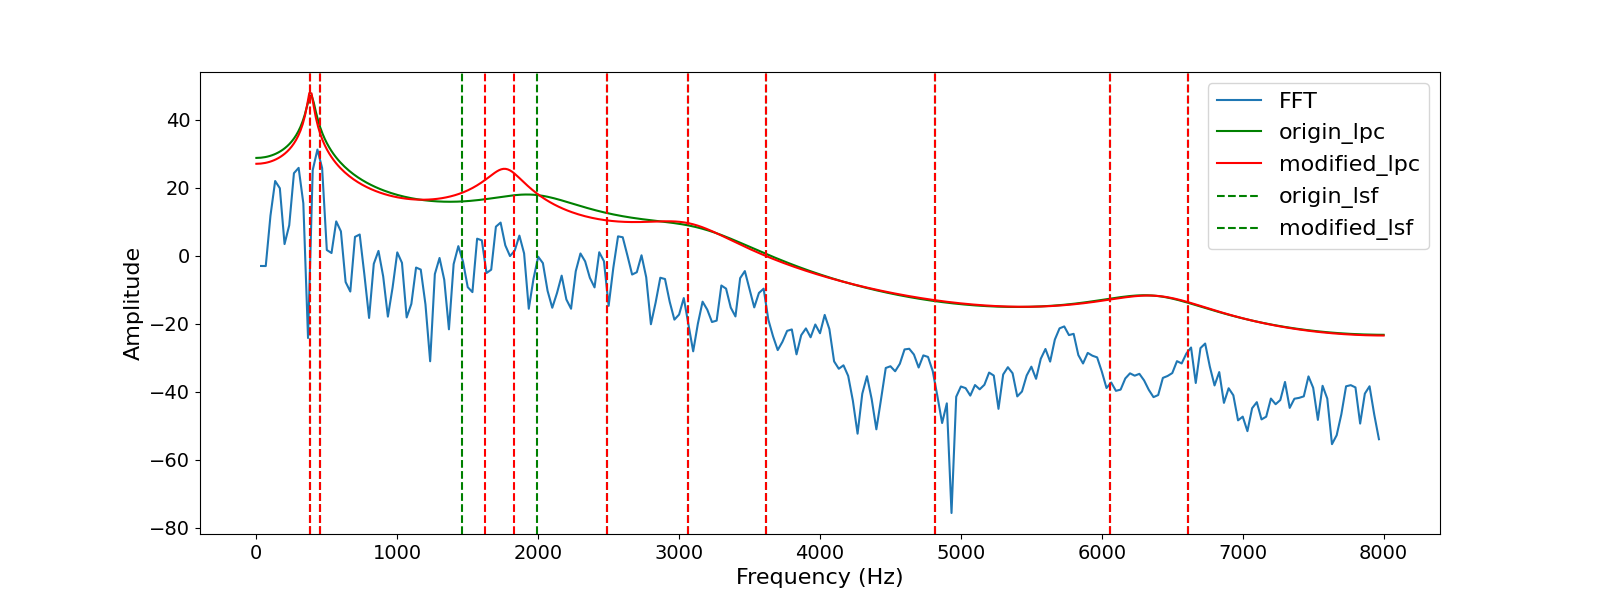 FFT
origin_lpc
modified_lpc
origin_lsf
modified_lsf
40
20
0
−20
−40
−60
−80
Amplitude
0 1000 2000 3000 4000 5000 6000 7000 8000
Frequency (Hz)